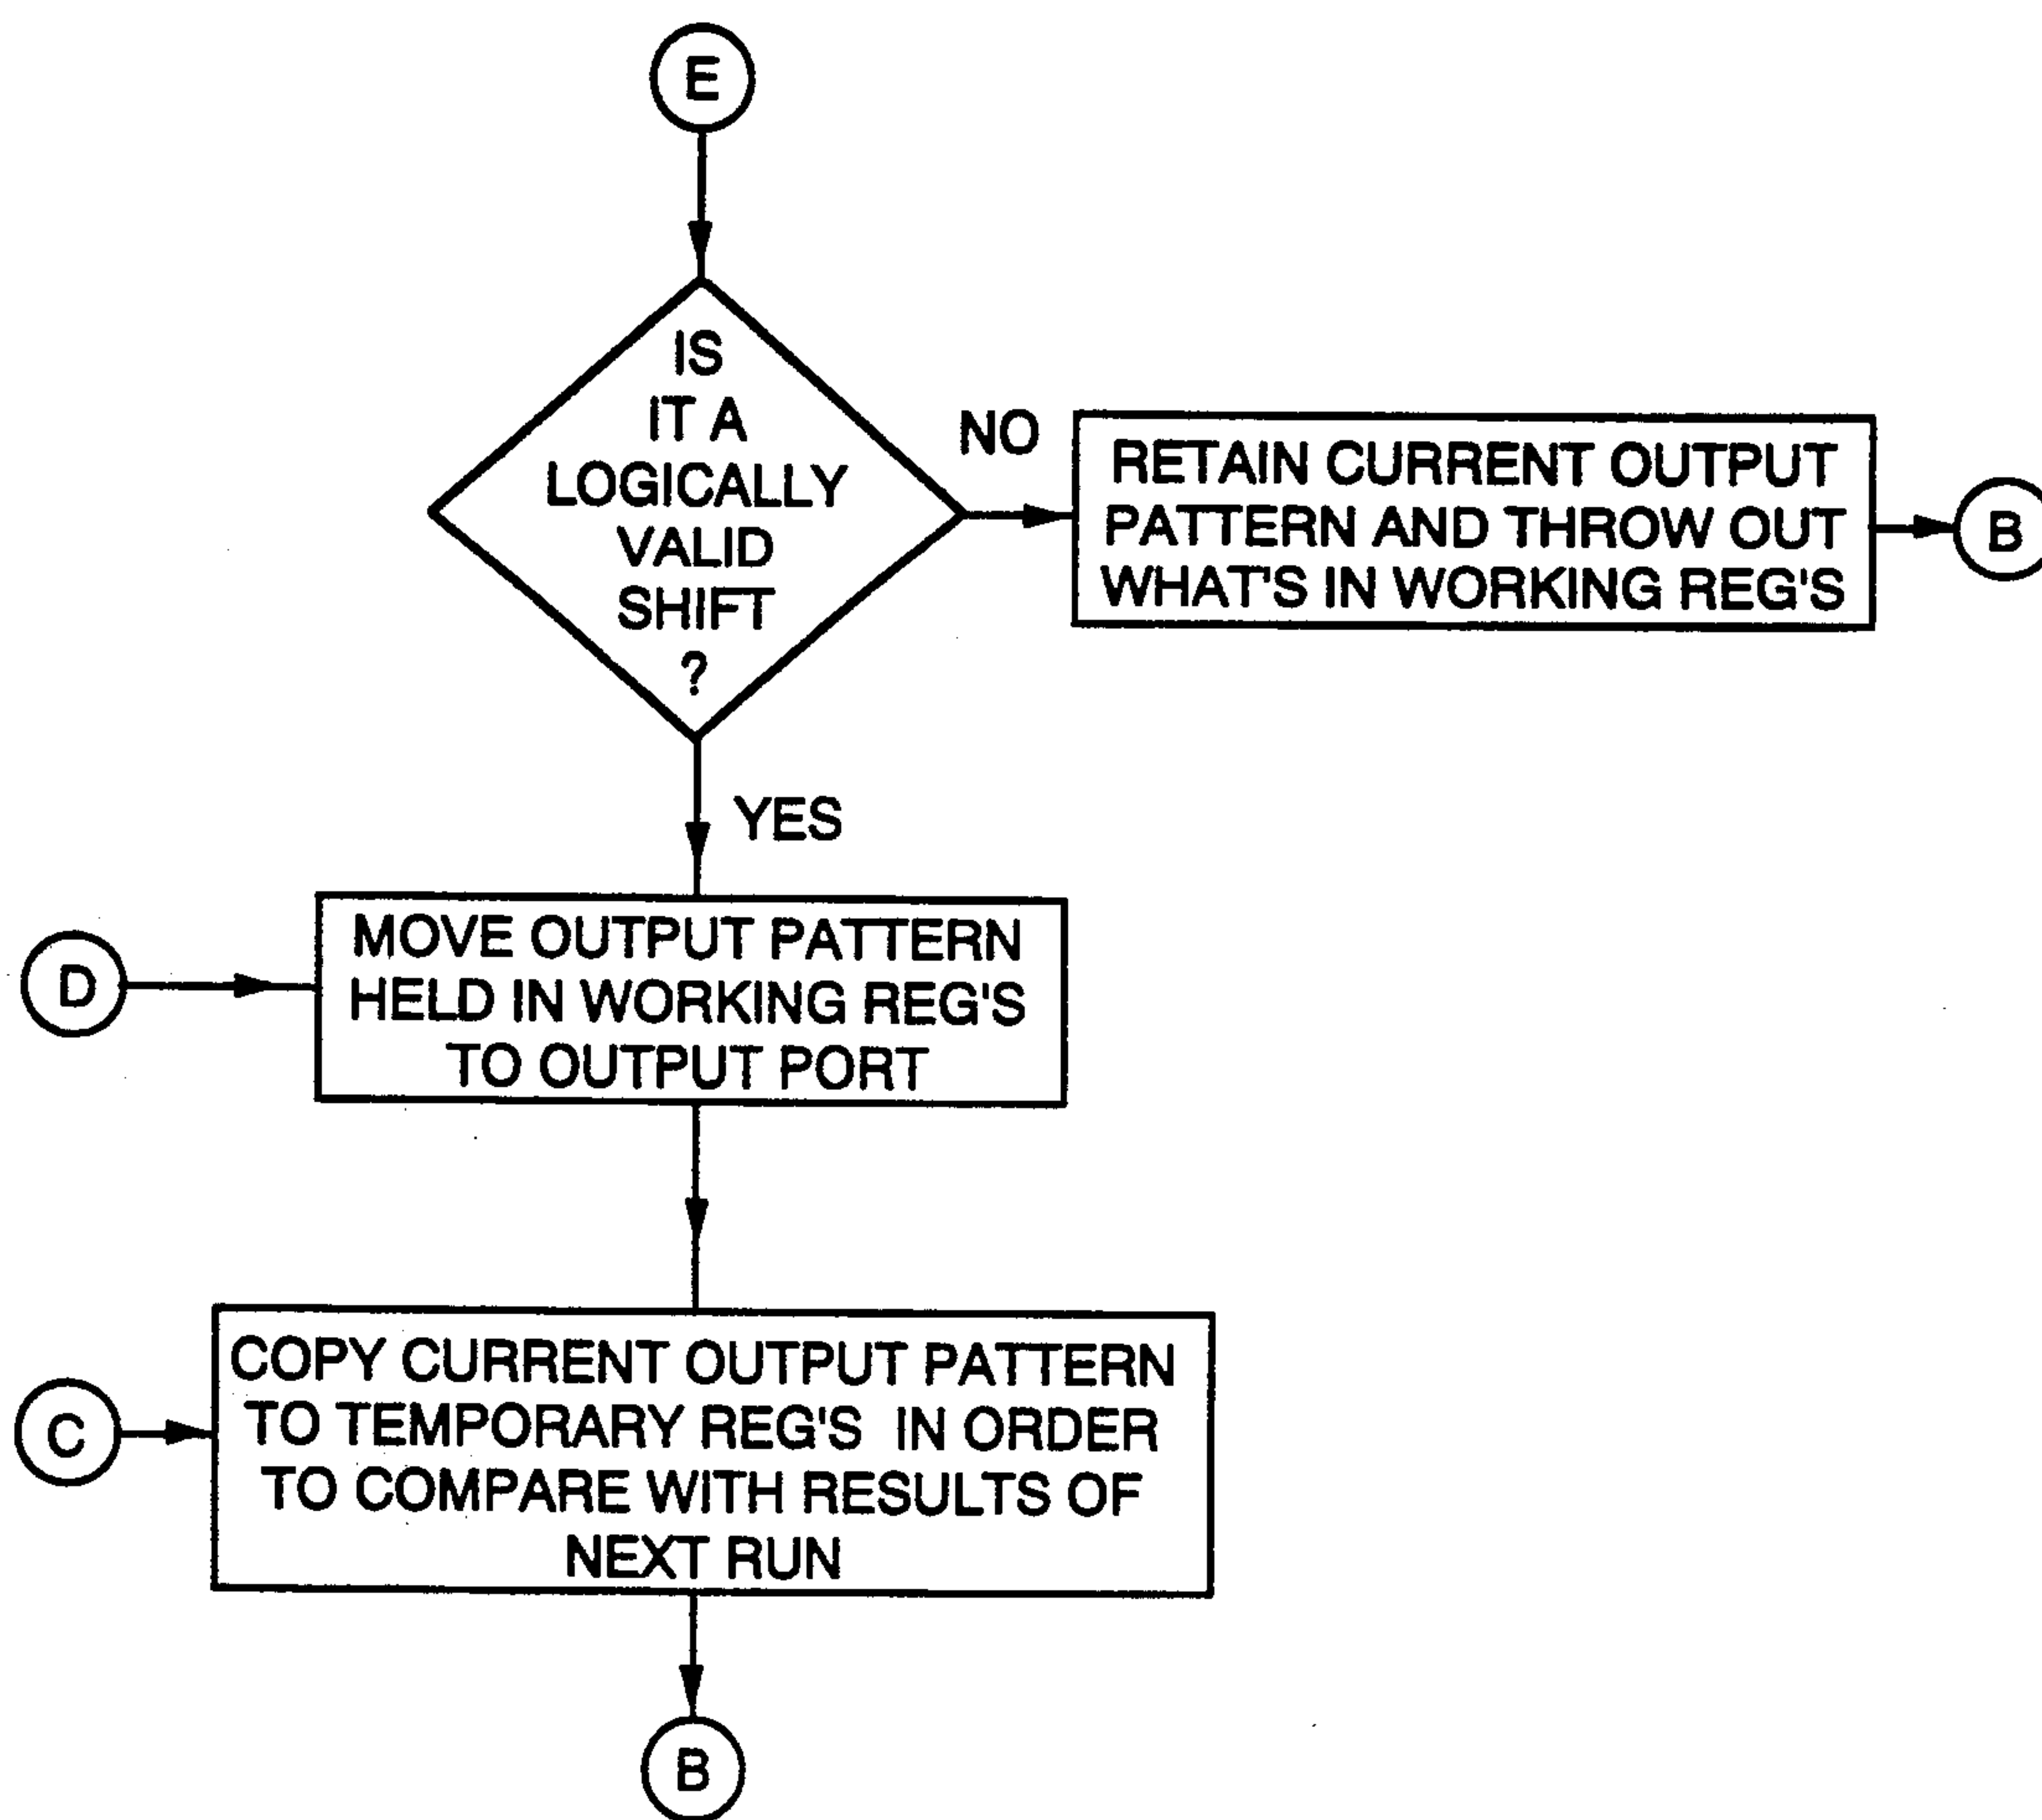 E
IS
IT A
LOGICALLY
VALID
SHIFT
?
NO
RETAIN CURRENT OUTPUT
PATTERN AND THROW OUT
WHAT'S IN WORKING REG'S
B
YES
D
MOVE OUTPUT PATTERN
HELD IN WORKING REG'S
TO OUTPUT PORT
C
COPY CURRENT OUTPUT PATTERN
TO TEMPORARY REG'S IN ORDER
TO COMPARE WITH RESULTS OF
NEXT RUN
B